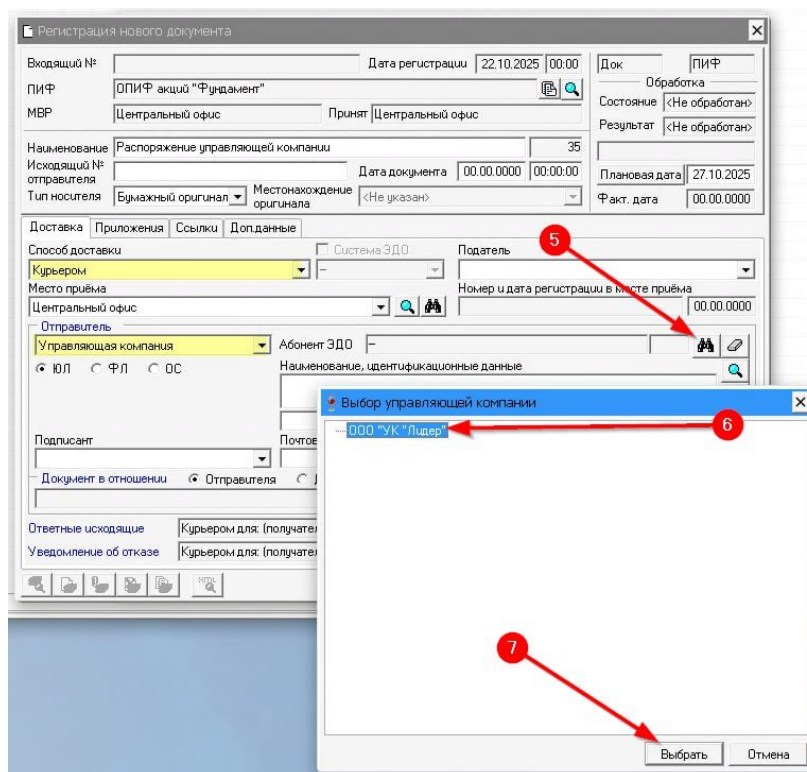 Регистрация нового документа
Входящий № Дата регистрации 22.10.2025 00:00 Док ПИФ
ПИФ ОПИФ акций "Фундамент" Обработка
МВР Центральный офис Принят Центральный офис Состояние <Не обработан>
Результат <Не обработан>
Наименование Распоряжение управляющей компании 35
Исходящий № отправителя Дата документа 00.00.0000 00:00:00 Плановая дата 27.10.2025
Тип носителя Бумажный оригинал Местонахождение оригинала <Не указан> Факт. дата 00.00.0000
Доставка Приложения Ссылки Доп.данные
Способ доставки Система ЭДО Податель 5
Курьером –
Место приёма Номер и дата регистрации в месте приёма
Центральный офис 00.00.0000
Отправитель
Управляющая компания Абонент ЭДО –
ЮЛ ФЛ ОС Наименование, идентификационные данные
Выбор управляющей компании
ООО "УК "Лидер" 6
Подписант
Документ в отношении Отправителя
Ответные исходящие Курьером для:
Уведомление об отказе Курьером для:
HTML
7
Выбрать Отмена